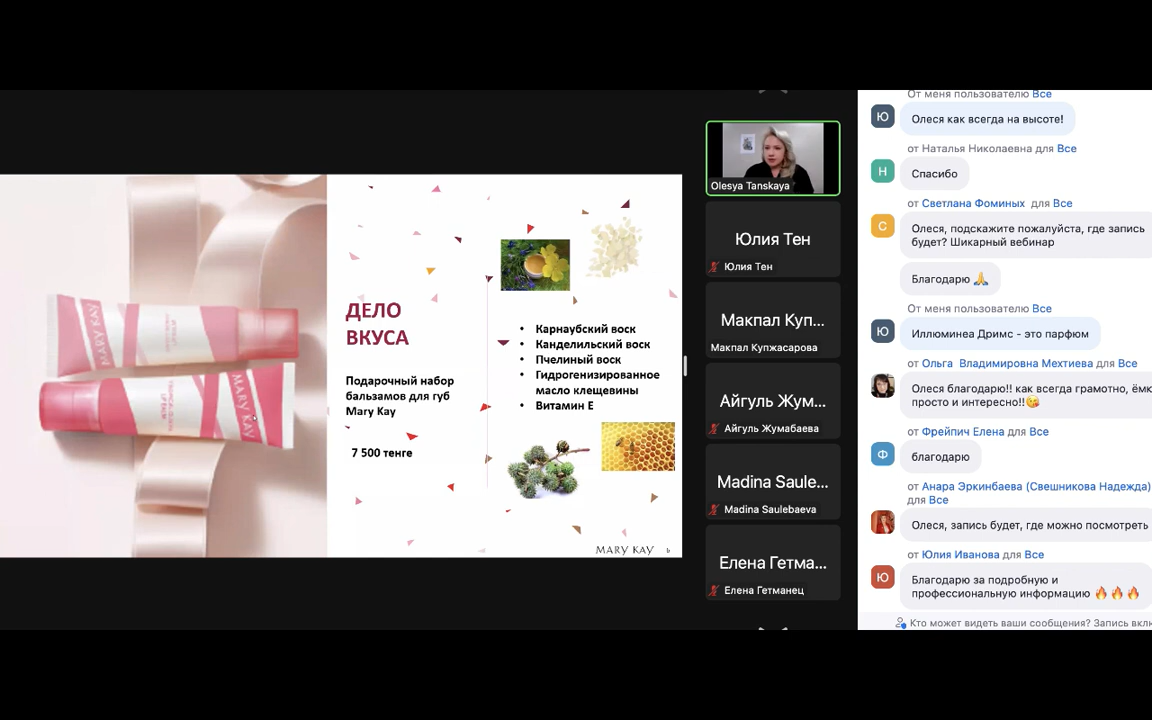 MARY KAY
MARY KAY
ДЕЛО
ВКУСА
Подарочный набор
бальзамов для губ
Mary Kay
7 500 тенге
• Карнаубский воск
• Канделильский воск
• Пчелиный воск
• Гидрогенизированное
масло клещевины
• Витамин Е
MARY KAY
Olesya Tanskaya
Юлия Тен
Юлия Тен
Макпал Куп...
Макпал Купжасарова
Айгуль Жум...
Айгуль Жумабаева
Madina Saule...
Madina Saulebaeva
Елена Гетма...
Елена Гетманец
От меня пользователю Все
Ю
Олеся как всегда на высоте!
от Наталья Николаевна для Все
Н
Спасибо
от Светлана Фоминых для Все
С
Олеся, подскажите пожалуйста, где запись
будет? Шикарный вебинар
Благодарю 🙏
От меня пользователю Все
Ю
Иллюминеа Дримс - это парфюм
от Ольга Владимировна Мехтиева для Все
Олеся благодарю!! как всегда грамотно, ёмк
просто и интересно!!😘
от Фрейпич Елена для Все
Ф
благодарю
от Анара Эркинбаева (Свешникова Надежда)
для Все
Олеся, запись будет, где можно посмотреть
от Юлия Иванова для Все
Ю
Благодарю за подробную и
профессиональную информацию 🔥🔥🔥
Кто может видеть ваши сообщения? Запись вклю